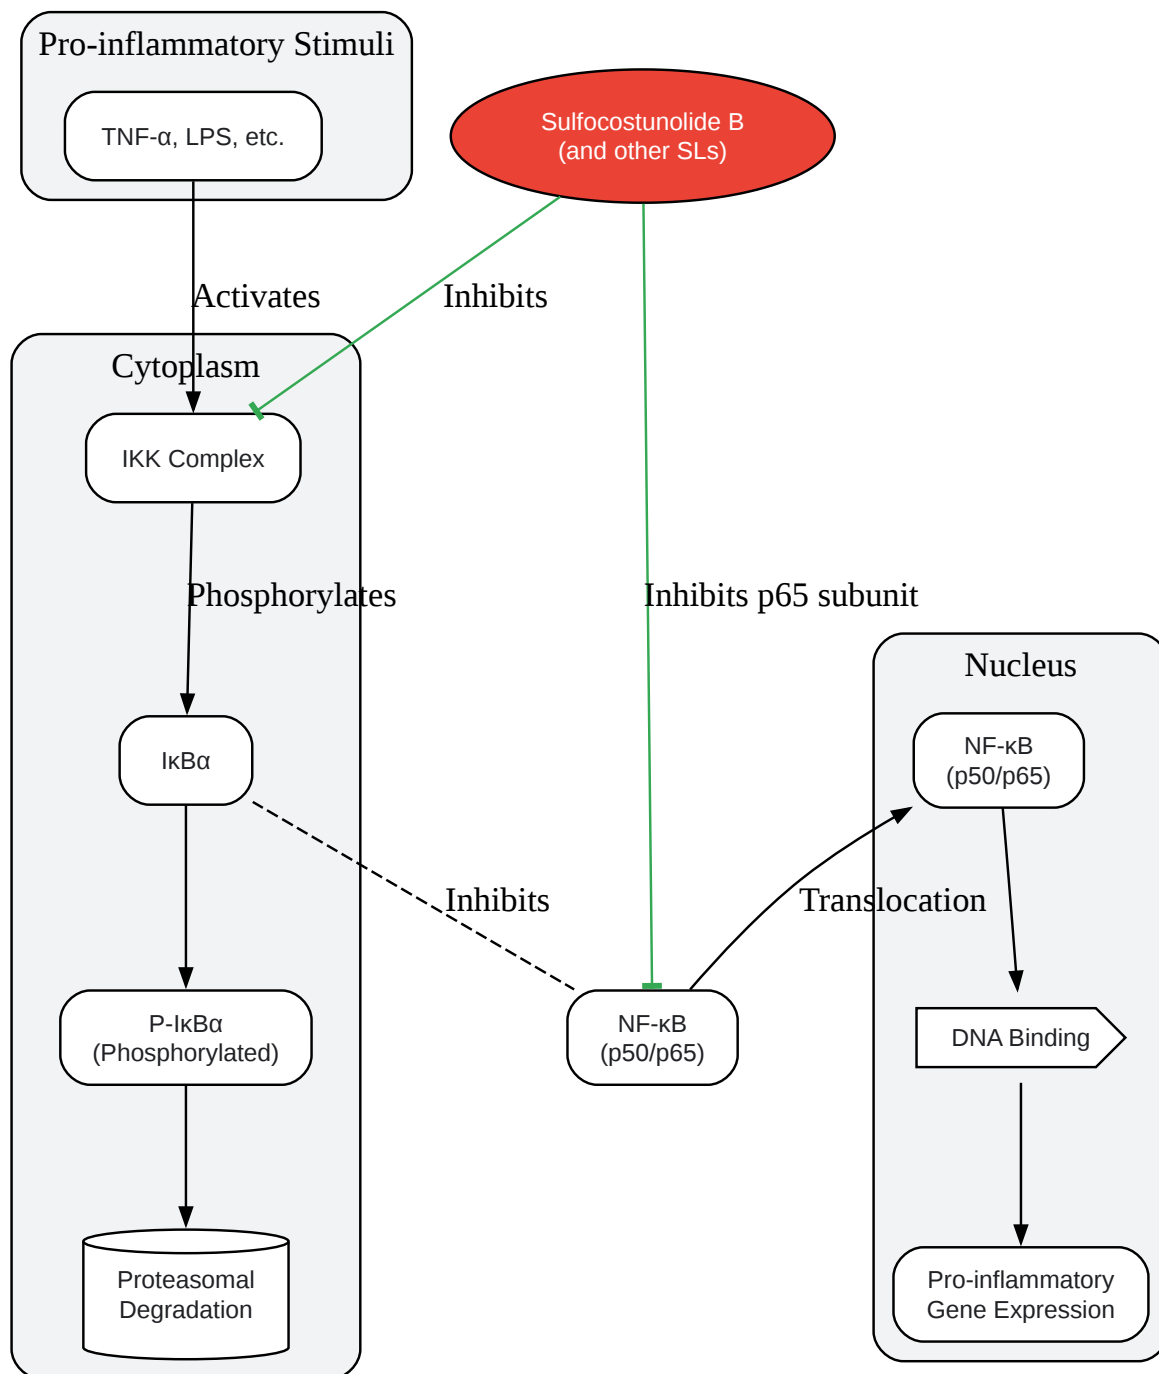 Pro-inflammatory Stimuli
TNF-α, LPS, etc.
Sulfocostunolide B
(and other SLs)
Activates
Inhibits
Cytoplasm
IKK Complex
Phosphorylates
Inhibits p65 subunit
Nucleus
IκBα
NF-κB
(p50/p65)
Inhibits
Translocation
P-IκBα
(Phosphorylated)
NF-κB
(p50/p65)
DNA Binding
Proteasomal
Degradation
Pro-inflammatory
Gene Expression